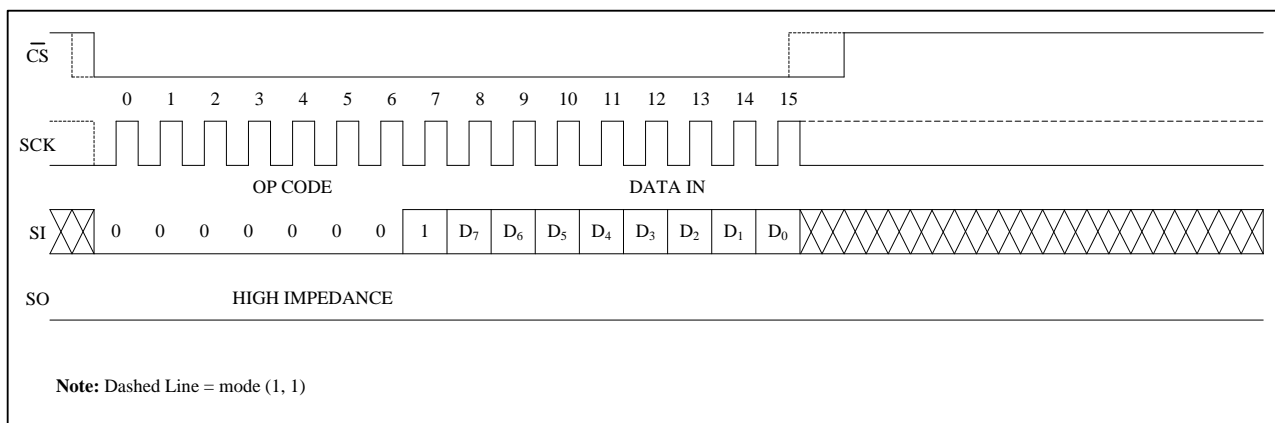 C̅S̅
0 1 2 3 4 5 6 7 8 9 10 11 12 13 14 15
SCK
OP CODE DATA IN
SI 0 0 0 0 0 0 0 1 D₇ D₆ D₅ D₄ D₃ D₂ D₁ D₀
SO HIGH IMPEDANCE
Note: Dashed Line = mode (1, 1)